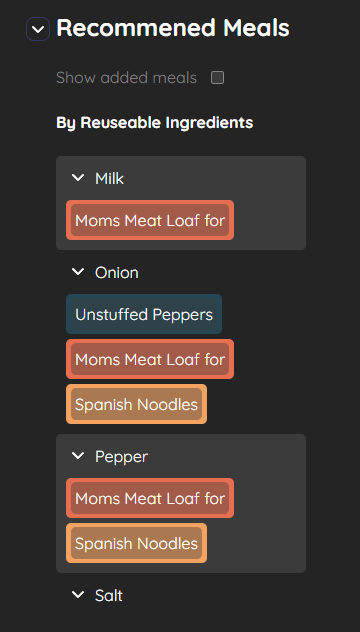 Recommened Meals
Show added meals
By Reuseable Ingredients
Milk
Moms Meat Loaf for
Onion
Unstuffed Peppers
Moms Meat Loaf for
Spanish Noodles
Pepper
Moms Meat Loaf for
Spanish Noodles
Salt